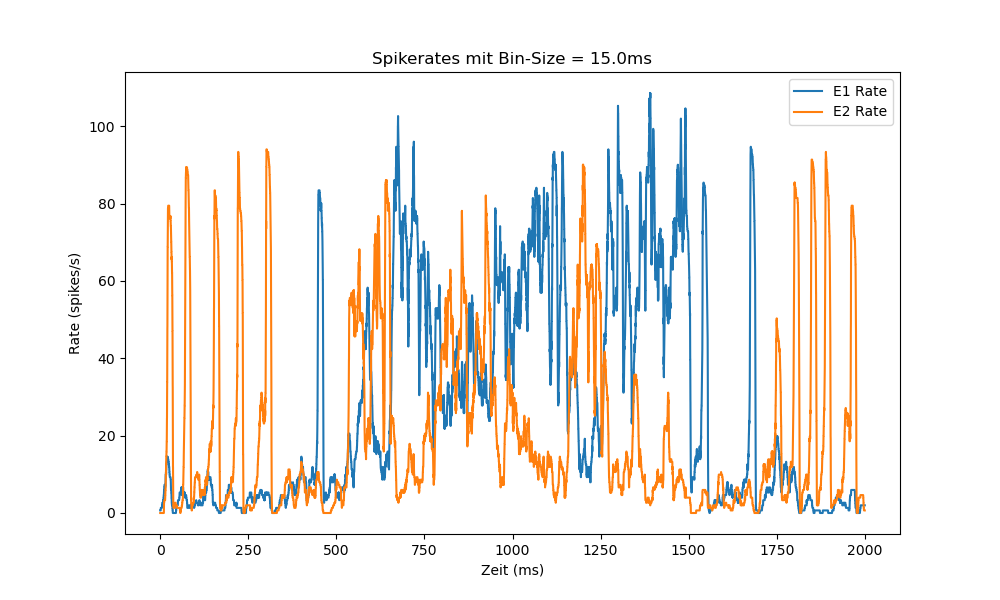 Spikerates mit Bin-Size = 15.0ms
E1 Rate
E2 Rate
Rate (spikes/s)
100
80
60
40
20
0
0 250 500 750 1000 1250 1500 1750 2000
Zeit (ms)